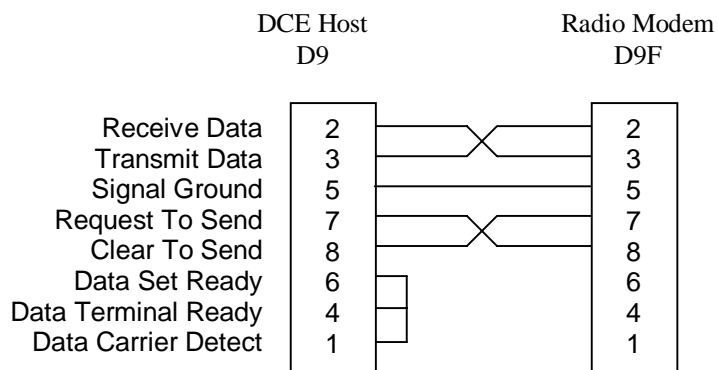 DCE Host Radio Modem
D9 D9F
Receive Data 2 2
Transmit Data 3 3
Signal Ground 5 5
Request To Send 7 7
Clear To Send 8 8
Data Set Ready 6 6
Data Terminal Ready 4 4
Data Carrier Detect 1 1